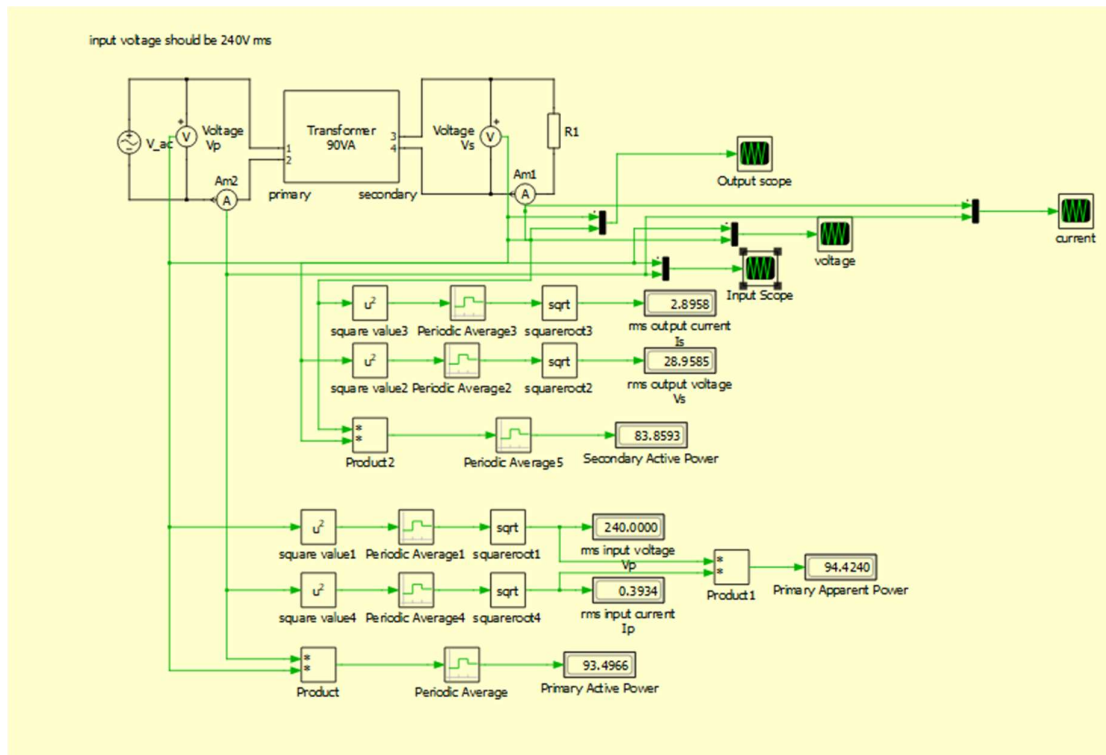 input voltage should be 240V rms
V_ac
+
V
Voltage
Vp
Am2
A
1
2
primary
Transformer
90VA
3
4
secondary
Voltage
Vs
+
V
Am1
A
R1
Output scope
current
voltage
Input Scope
u²
square value3
Periodic Average3
sqrt
squareroot3
2.8958
rms output current
Is
u²
square value2
Periodic Average2
sqrt
squareroot2
28.9585
rms output voltage
Vs
*
*
Product2
Periodic Average5
83.8593
Secondary Active Power
u²
square value1
Periodic Average1
sqrt
squareroot1
240.0000
rms input voltage
Vp
*
*
Product1
94.4240
Primary Apparent Power
u²
square value4
Periodic Average4
sqrt
squareroot4
0.3934
rms input current
Ip
*
*
Product
Periodic Average
93.4966
Primary Active Power